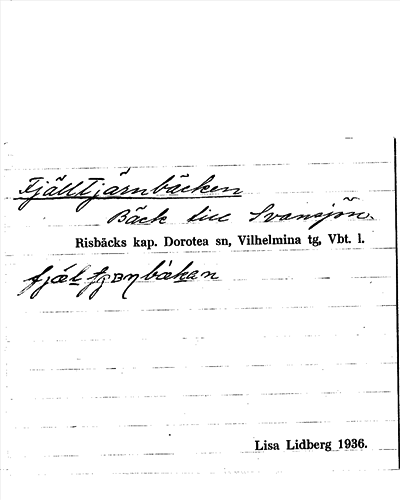 Fjälltjärnbäcken
Bäck till Svansjön.
Risbäcks kap. Dorotea sn, Vilhelmina tg, Vbt. l.
Lisa Lidberg 1936.